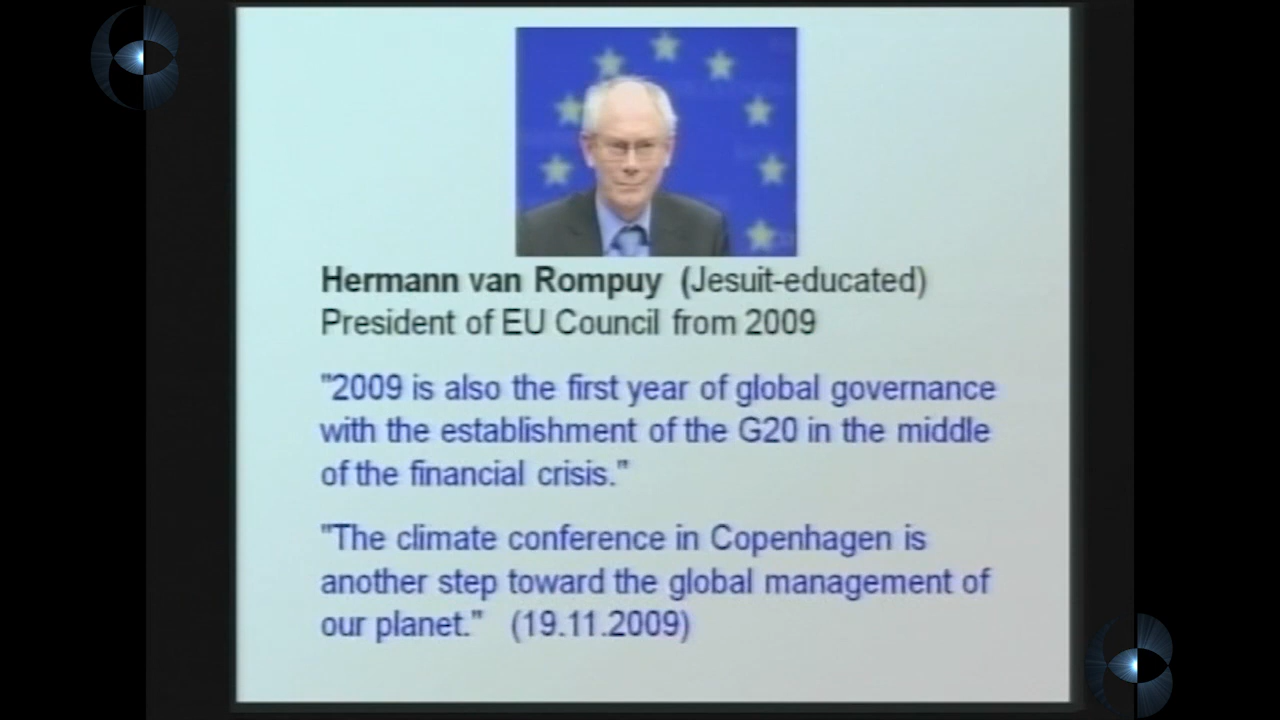 Hermann van Rompuy (Jesuit-educated)
President of EU Council from 2009
"2009 is also the first year of global governance
with the establishment of the G20 in the middle
of the financial crisis."
"The climate conference in Copenhagen is
another step toward the global management of
our planet." (19.11.2009)